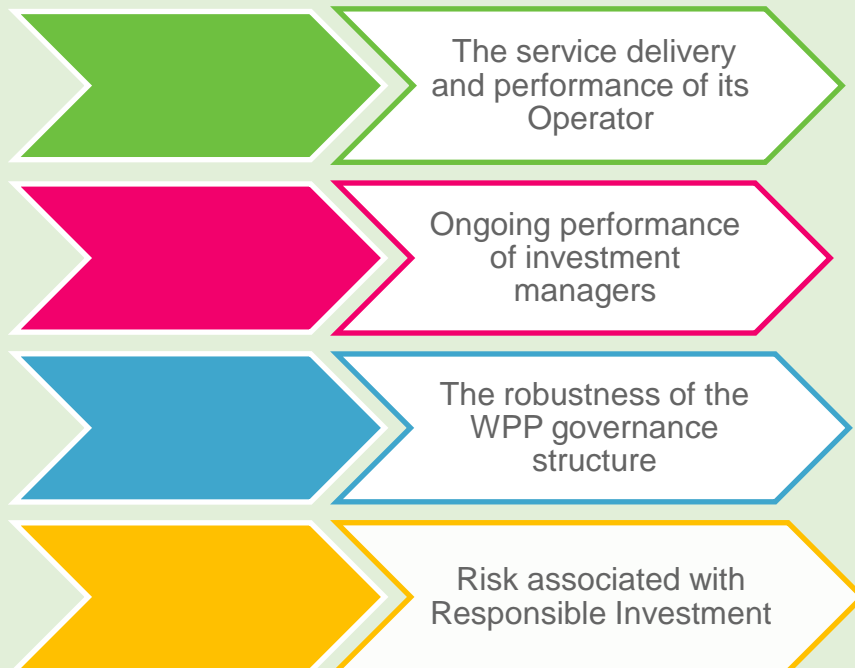 The service delivery
and performance of its
Operator
Ongoing performance
of investment
managers
The robustness of the
WPP governance
structure
Risk associated with
Responsible Investment